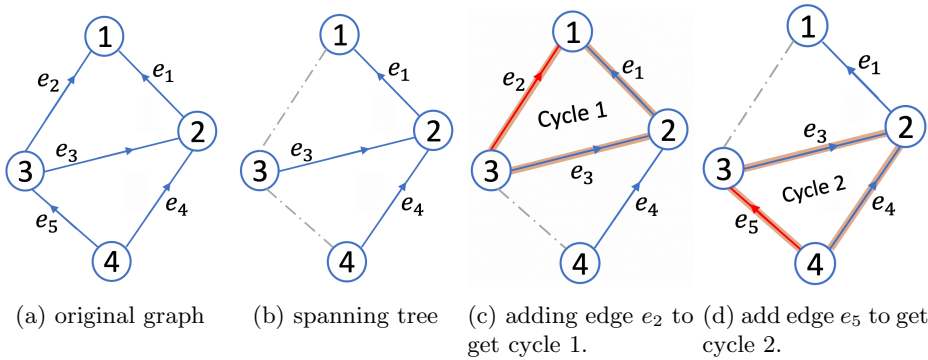 1
e₂
e₁
2
3
e₃
e₅
e₄
4
(a) original graph
1
e₁
2
3
e₃
e₄
4
(b) spanning tree
1
e₂
e₁
Cycle 1
2
3
e₃
e₄
4
(c) adding edge e₂ to
get cycle 1.
1
e₁
2
e₃
3
Cycle 2
e₅
e₄
4
(d) add edge e₅ to get
cycle 2.